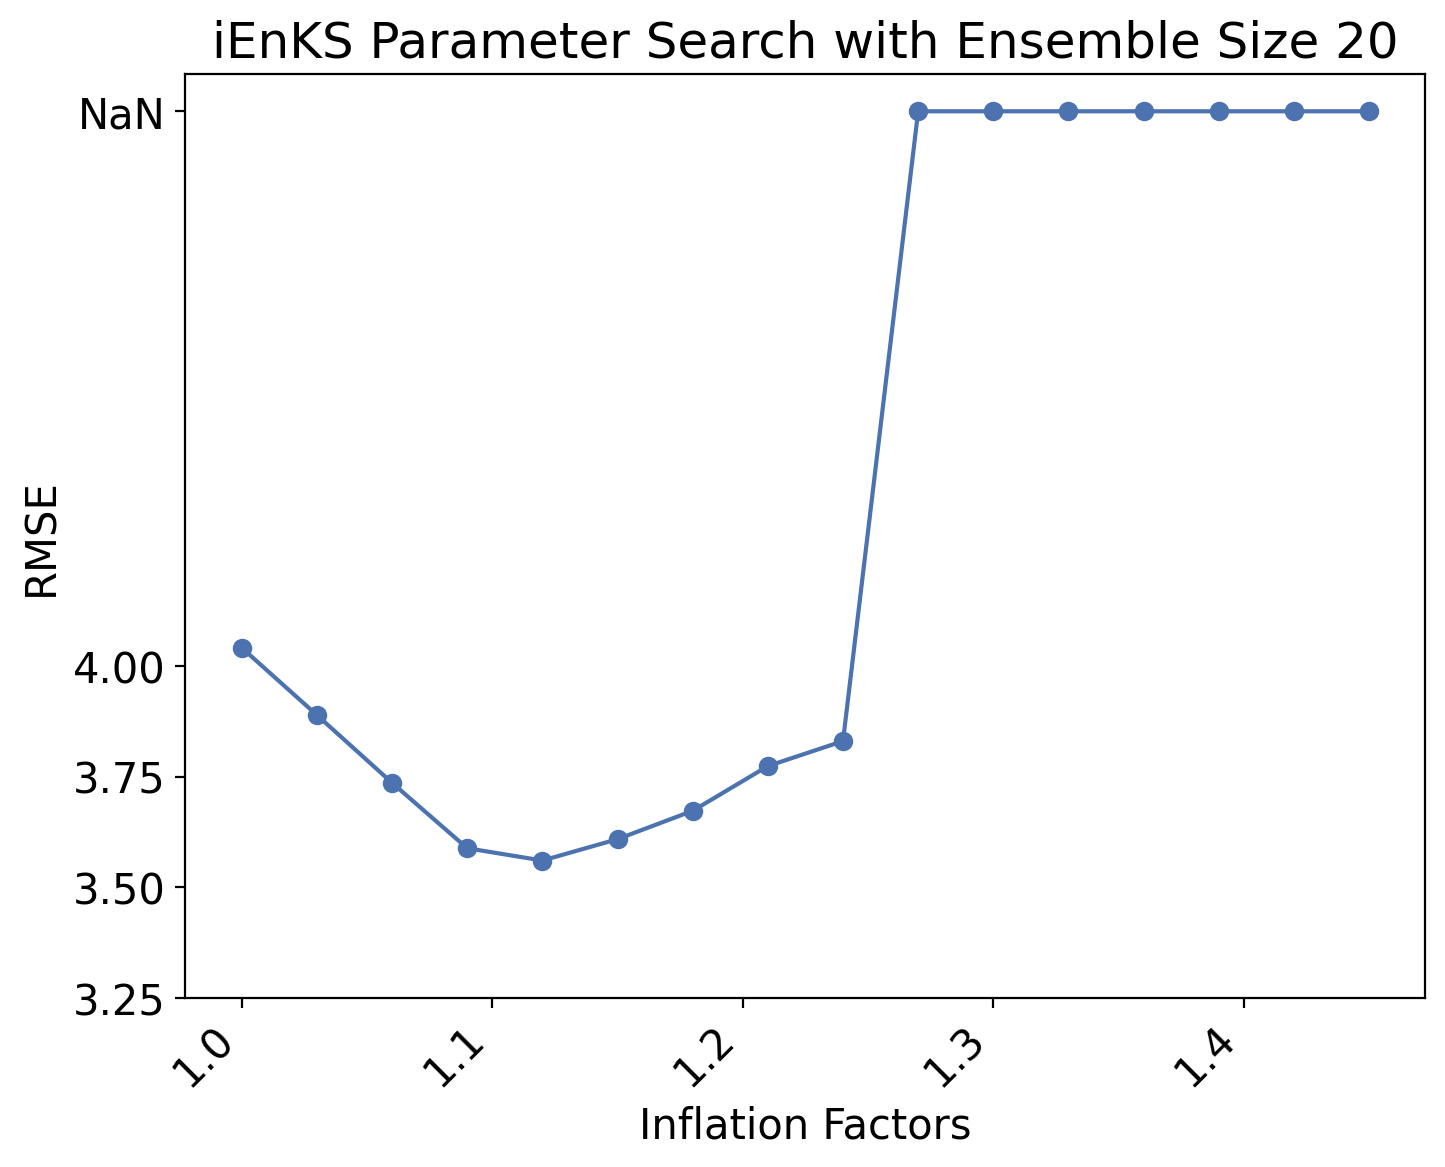 iEnKS Parameter Search with Ensemble Size 20
NaN
4.00
3.75
3.50
3.25
RMSE
1.0
1.1
1.2
1.3
1.4
Inflation Factors